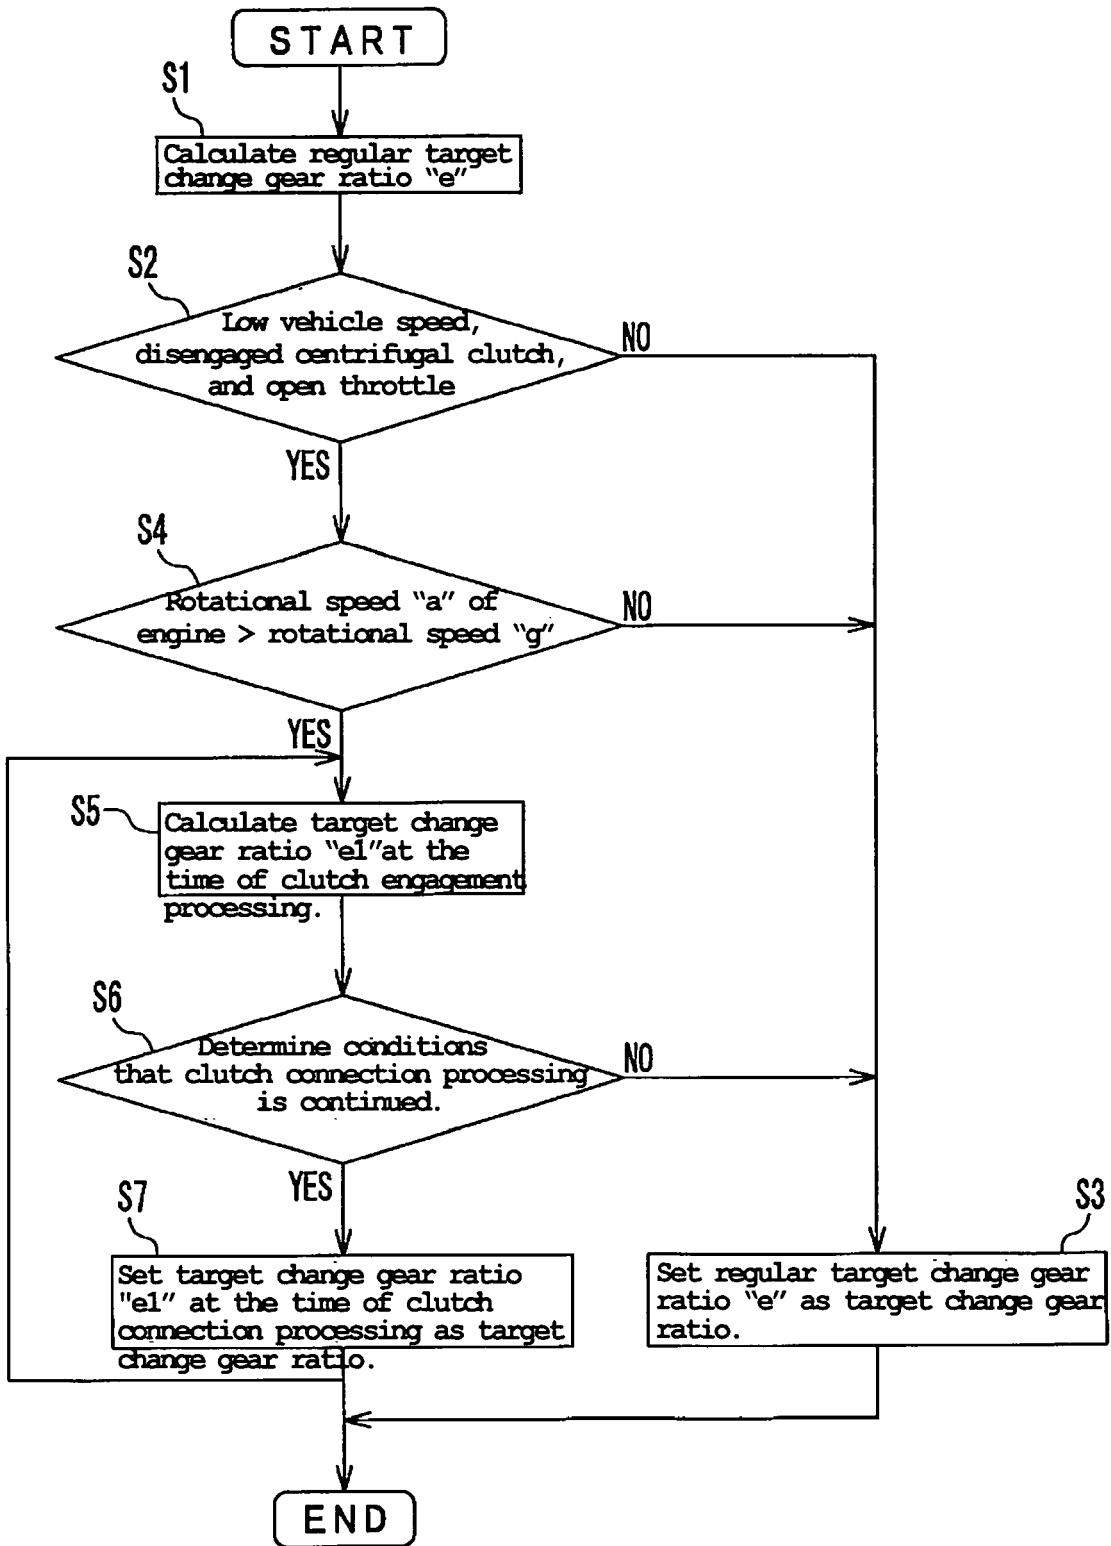 START
S1
Calculate regular target
change gear ratio “e”
S2
Low vehicle speed,
disengaged centrifugal clutch,
and open throttle
NO
YES
S4
Rotational speed “a” of
engine > rotational speed “g”
NO
YES
S5
Calculate target change
gear ratio “e1”at the
time of clutch engagement
processing.
S6
Determine conditions
that clutch connection processing
is continued.
NO
YES
S7
Set target change gear ratio
"e1" at the time of clutch
connection processing as target
change gear ratio.
S3
Set regular target change gear
ratio “e” as target change gear
ratio.
END